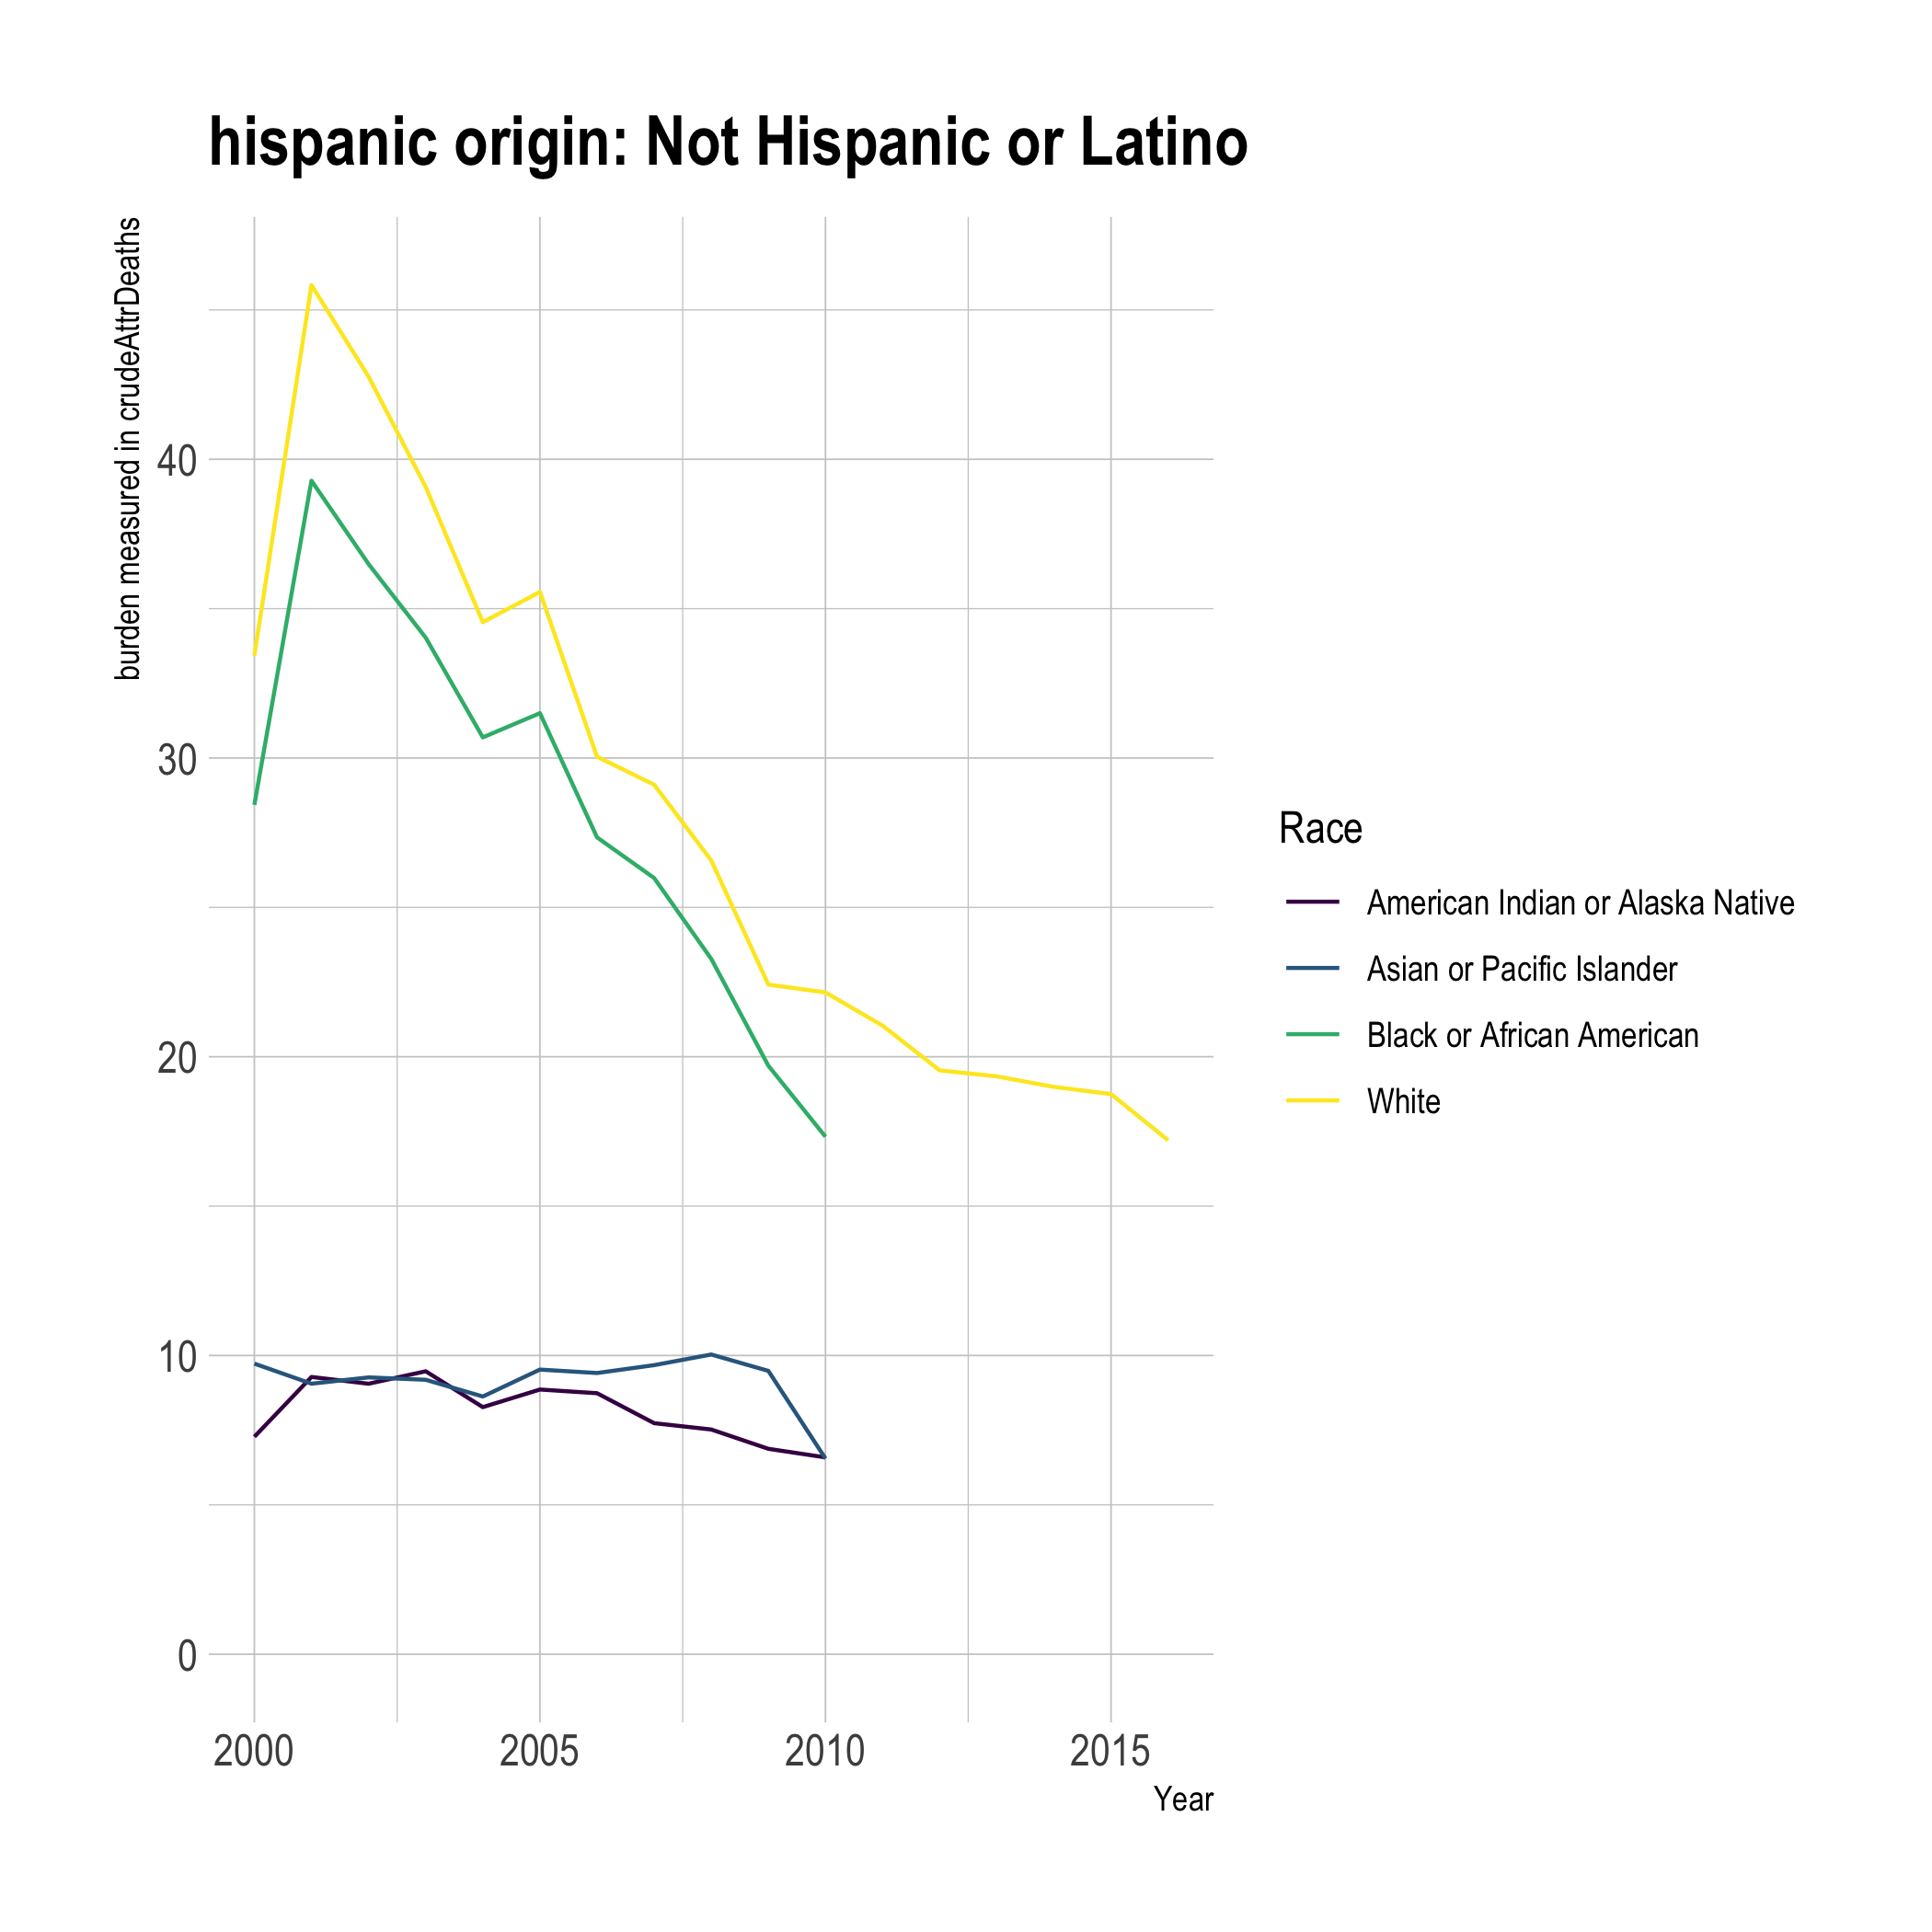 hispanic origin: Not Hispanic or Latino
burden measured in crudeAttrDeaths
40
30
20
10
0
2000 2005 2010 2015
Year
Race
American Indian or Alaska Native
Asian or Pacific Islander
Black or African American
White